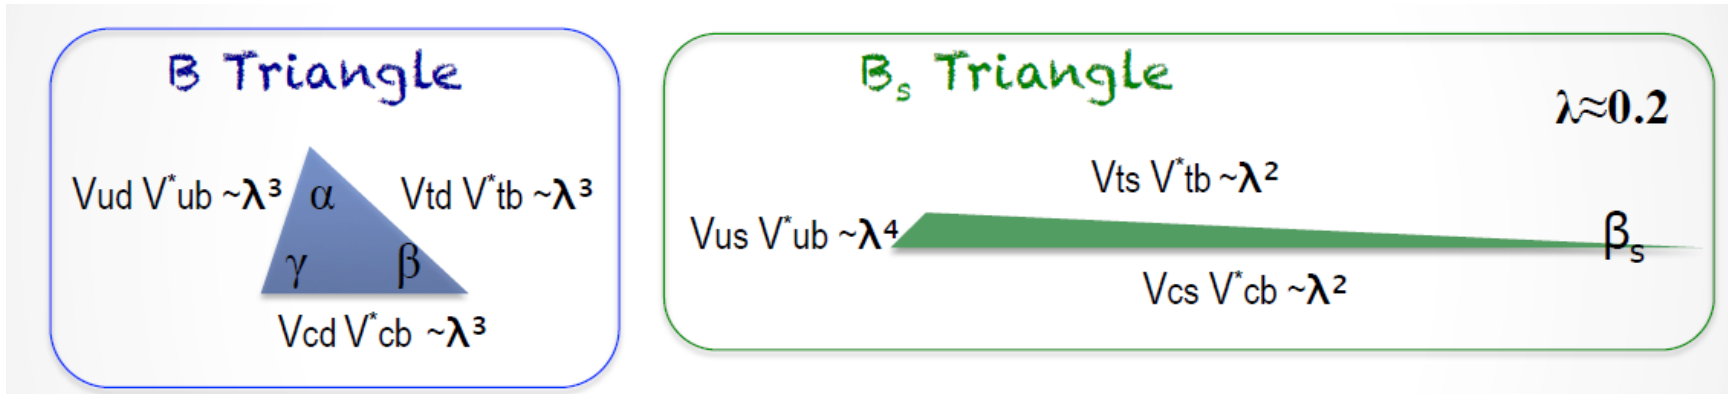 B Triangle
Vud V*ub ~λ³
α
Vtd V*tb ~λ³
γ
β
Vcd V*cb ~λ³
Bs Triangle
λ≈0.2
Vts V*tb ~λ²
Vus V*ub ~λ⁴
βs
Vcs V*cb ~λ²